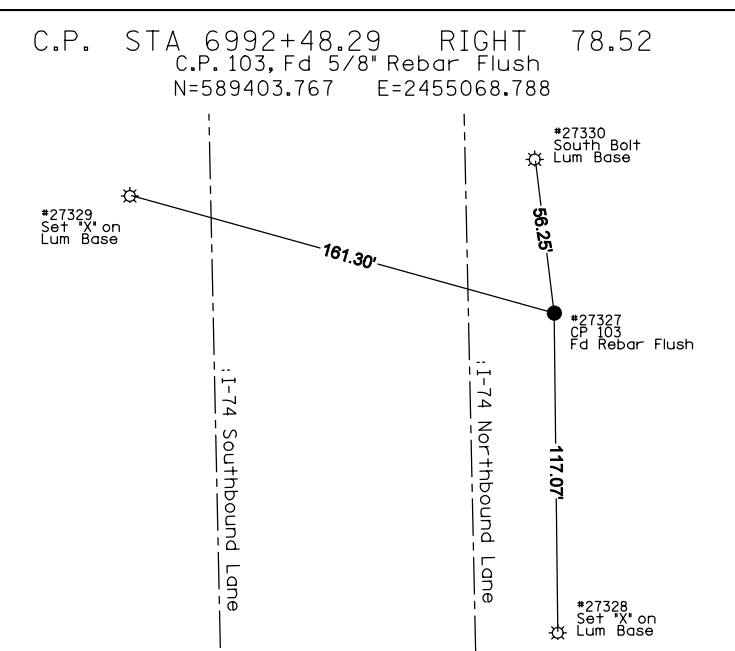 C.P. STA 6992+48.29 RIGHT 78.52
C.P. 103, Fd 5/8" Rebar Flush
N=589403.767 E=2455068.788
#27330
South Bolt
Lum Base
#27329
Set "X" on
Lum Base
56.25'
161.30'
#27327
CP 103
Fd Rebar Flush
:I-74 Southbound Lane
:I-74 Northbound Lane
117.07'
#27328
Set "X" on
Lum Base